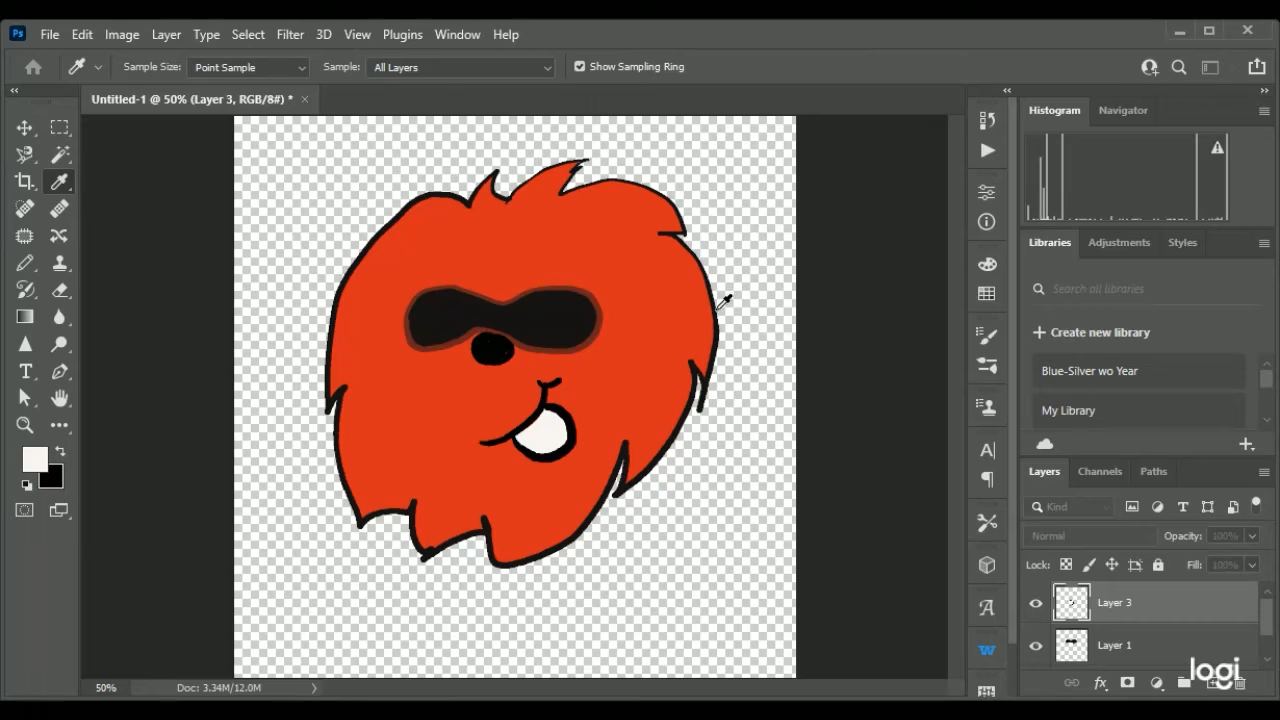 Ps File Edit Image Layer Type Select Filter 3D View Plugins Window Help
Sample Size: Point Sample Sample: All Layers Show Sampling Ring
Untitled-1 @ 50% (Layer 3, RGB/8#) *
Histogram Navigator
Libraries Adjustments Styles
Search all libraries
+ Create new library
Blue-Silver wo Year
My Library
Layers Channels Paths
Kind
Normal Opacity: 100%
Lock: Fill: 100%
Layer 3
Layer 1
50% Doc: 3.34M/12.0M
logi